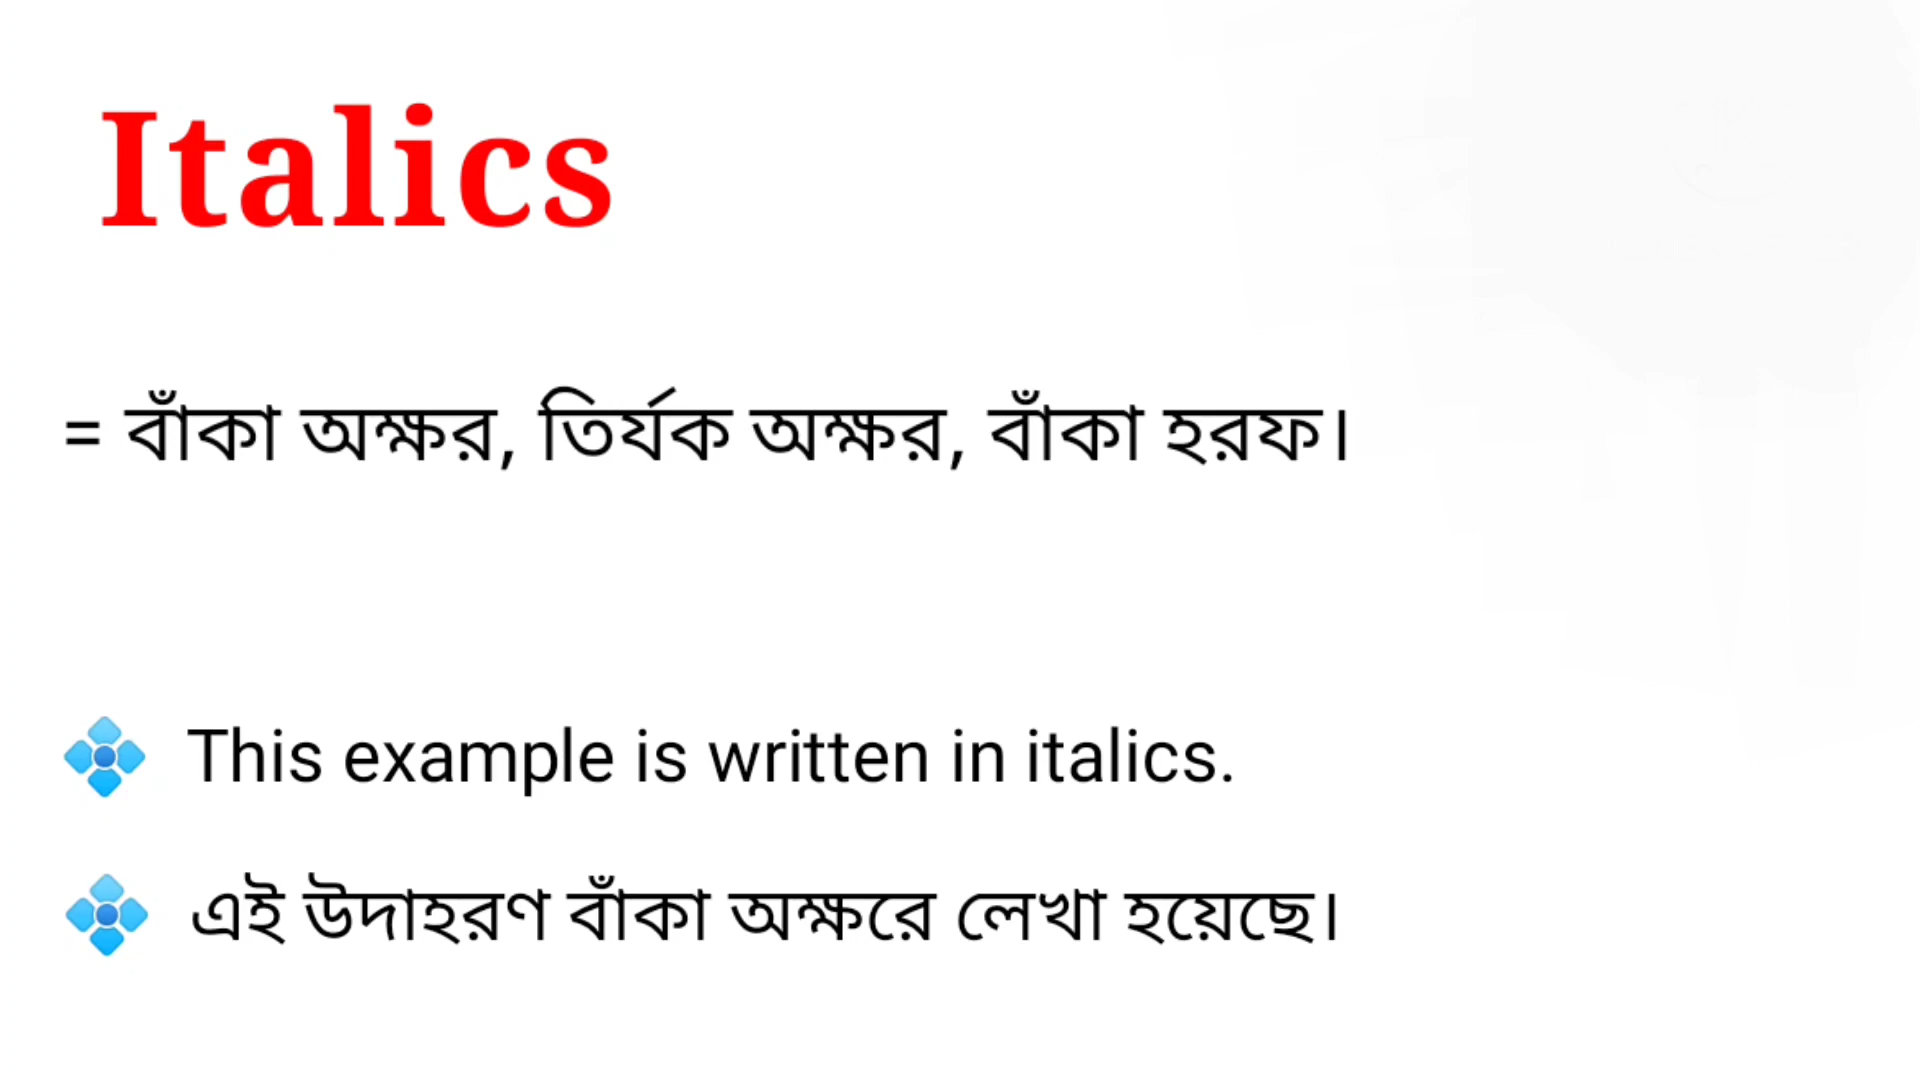 Italics
= বাঁকা অক্ষর, তির্যক অক্ষর, বাঁকা হরফ।
This example is written in italics.
এই উদাহরণ বাঁকা অক্ষরে লেখা হয়েছে।